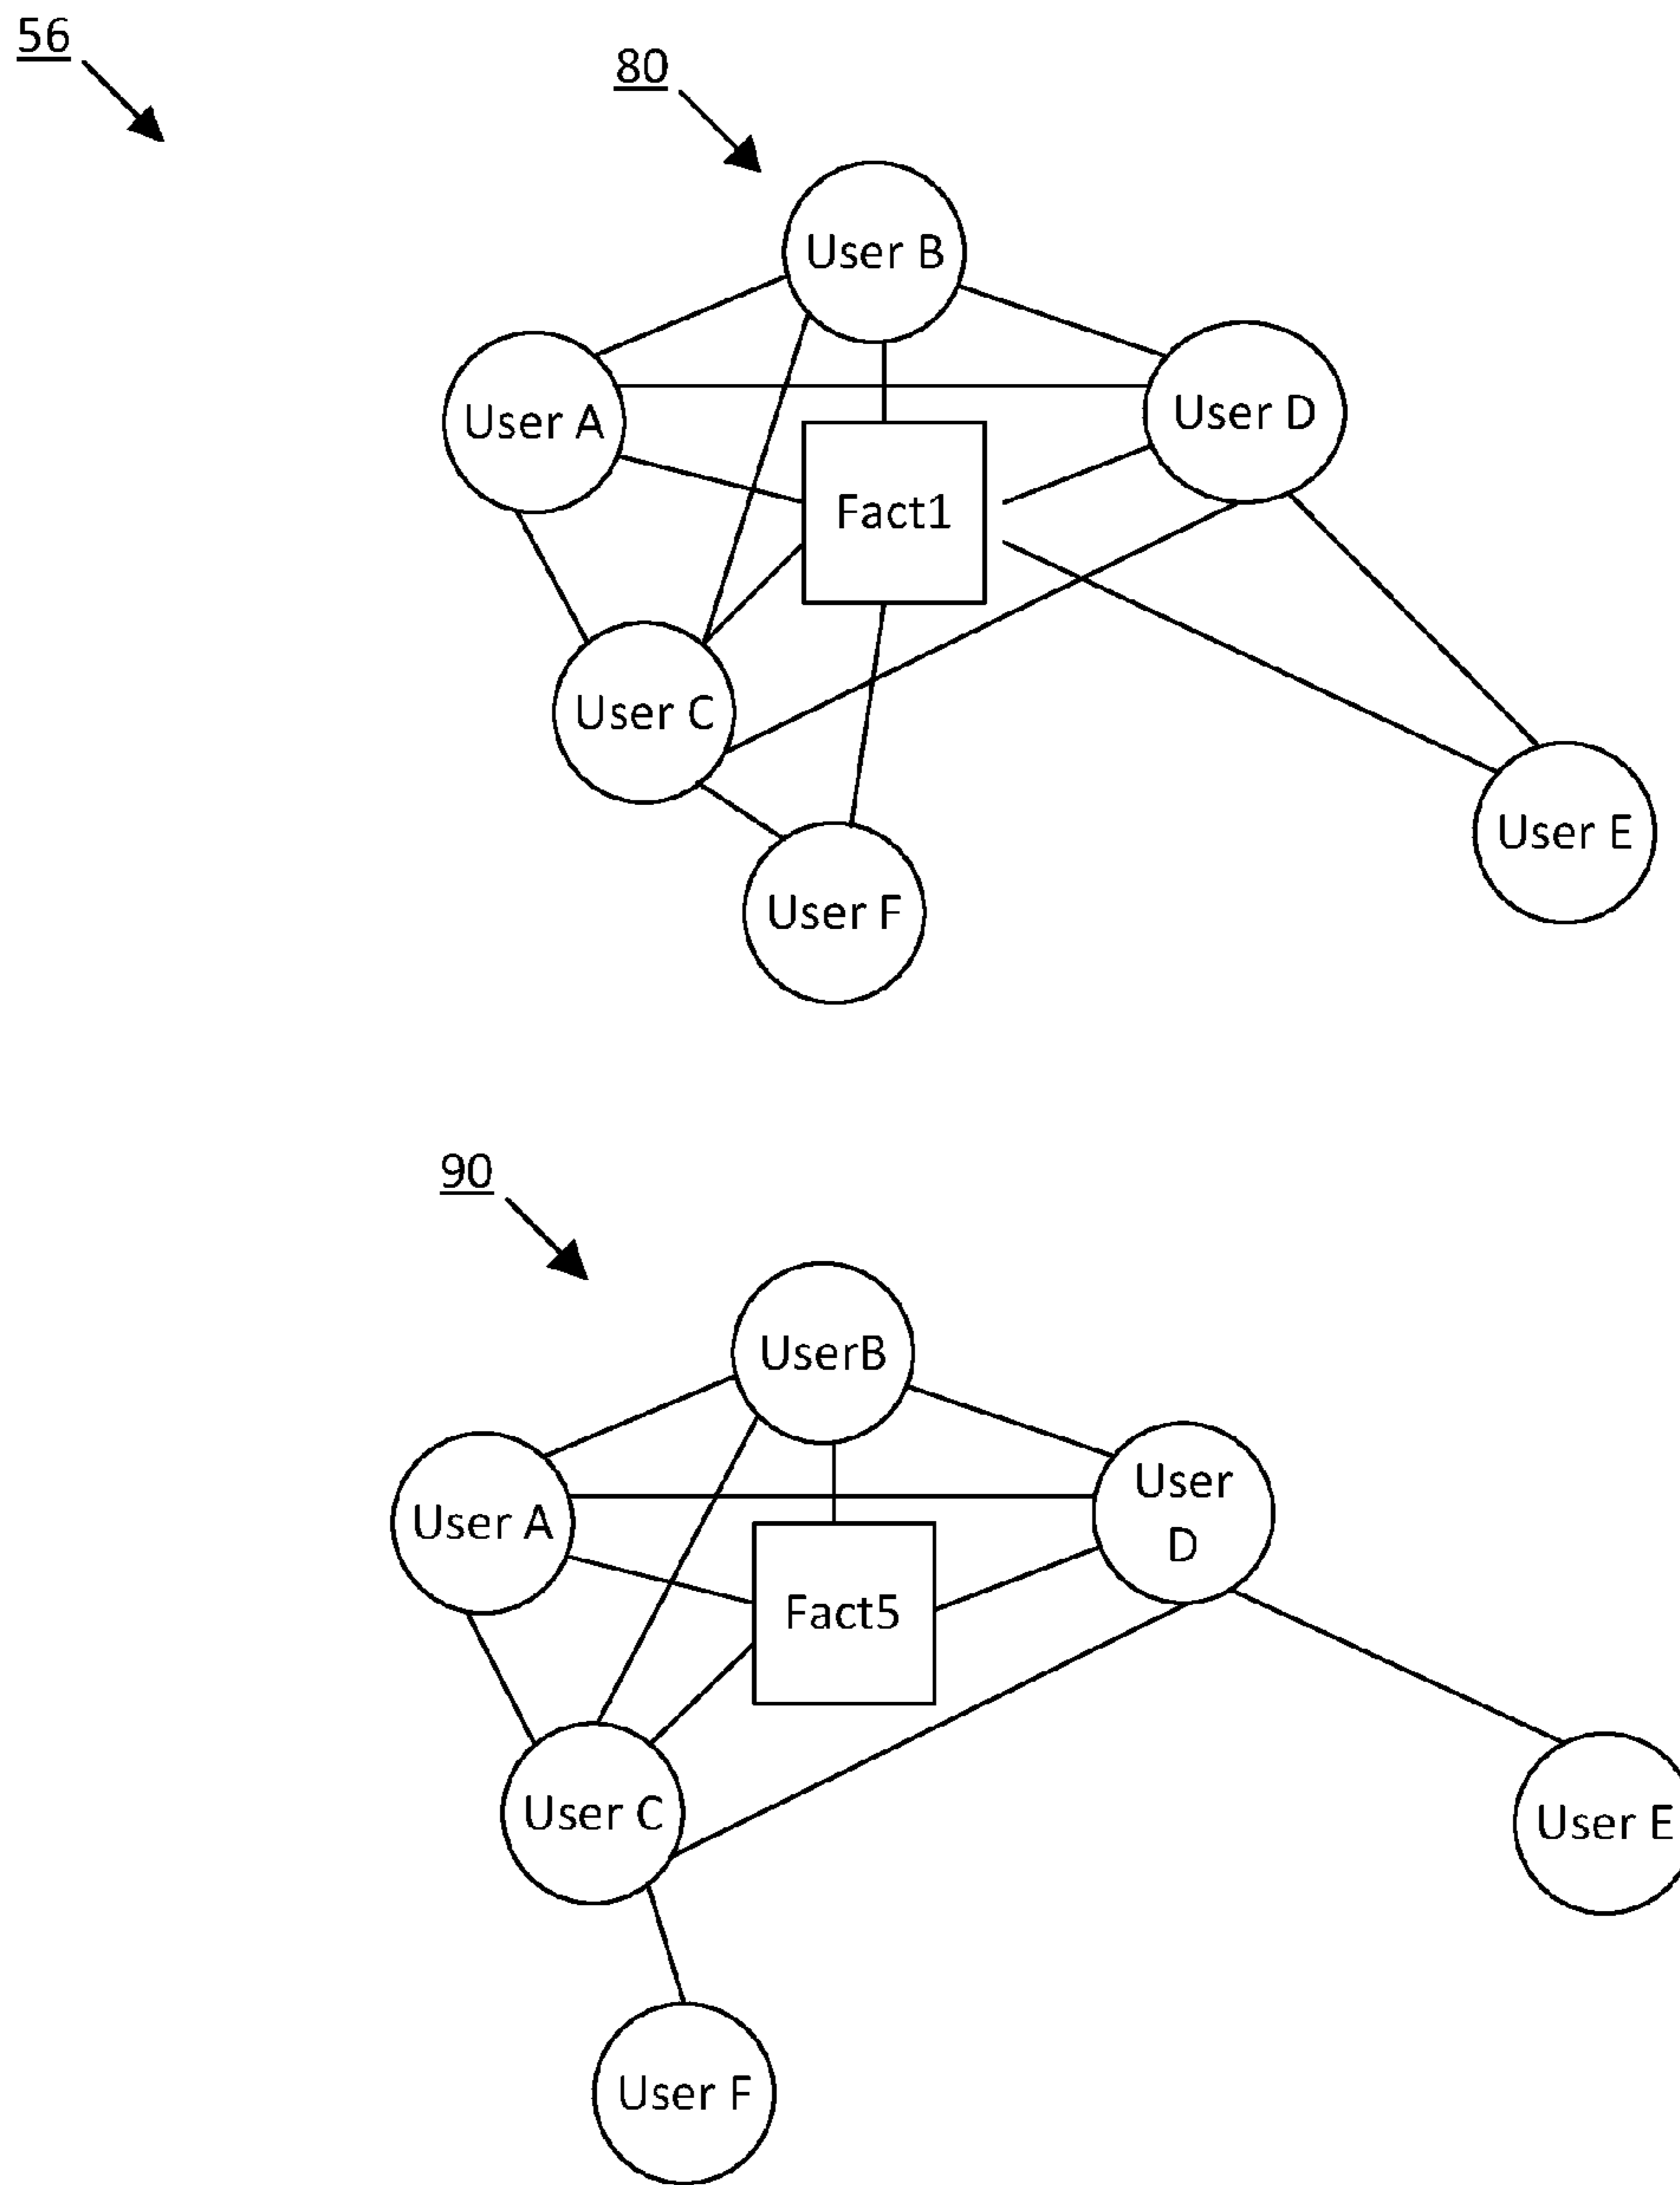 56
80
User B
User A
User D
Fact1
User C
User E
User F
90
UserB
User A
User
D
Fact5
User C
User E
User F